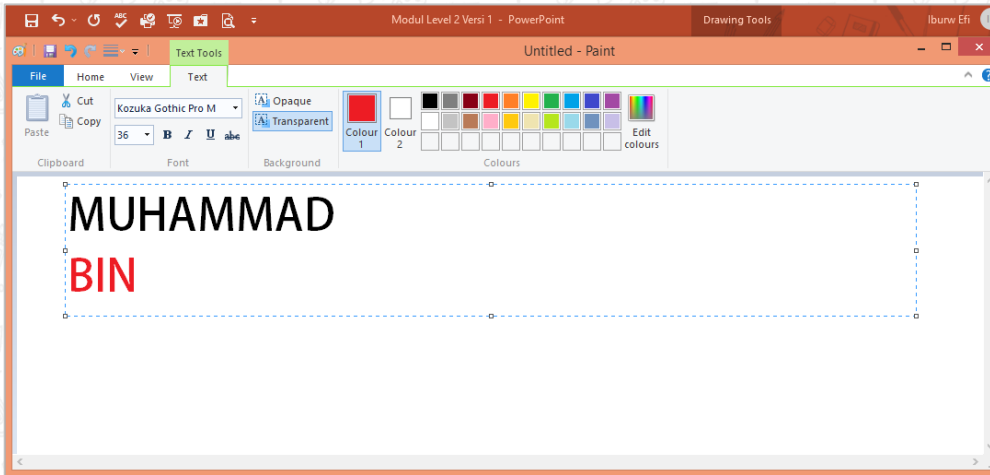 Modul Level 2 Versi 1 - PowerPoint
Drawing Tools
Iburw Efi
Text Tools
Untitled - Paint
File Home View Text
Paste
Cut
Copy
Clipboard
Kozuka Gothic Pro M
36 B I U abc
Font
Opaque
Transparent
Background
Colour 1
Colour 2
Edit colours
Colours
MUHAMMAD
BIN